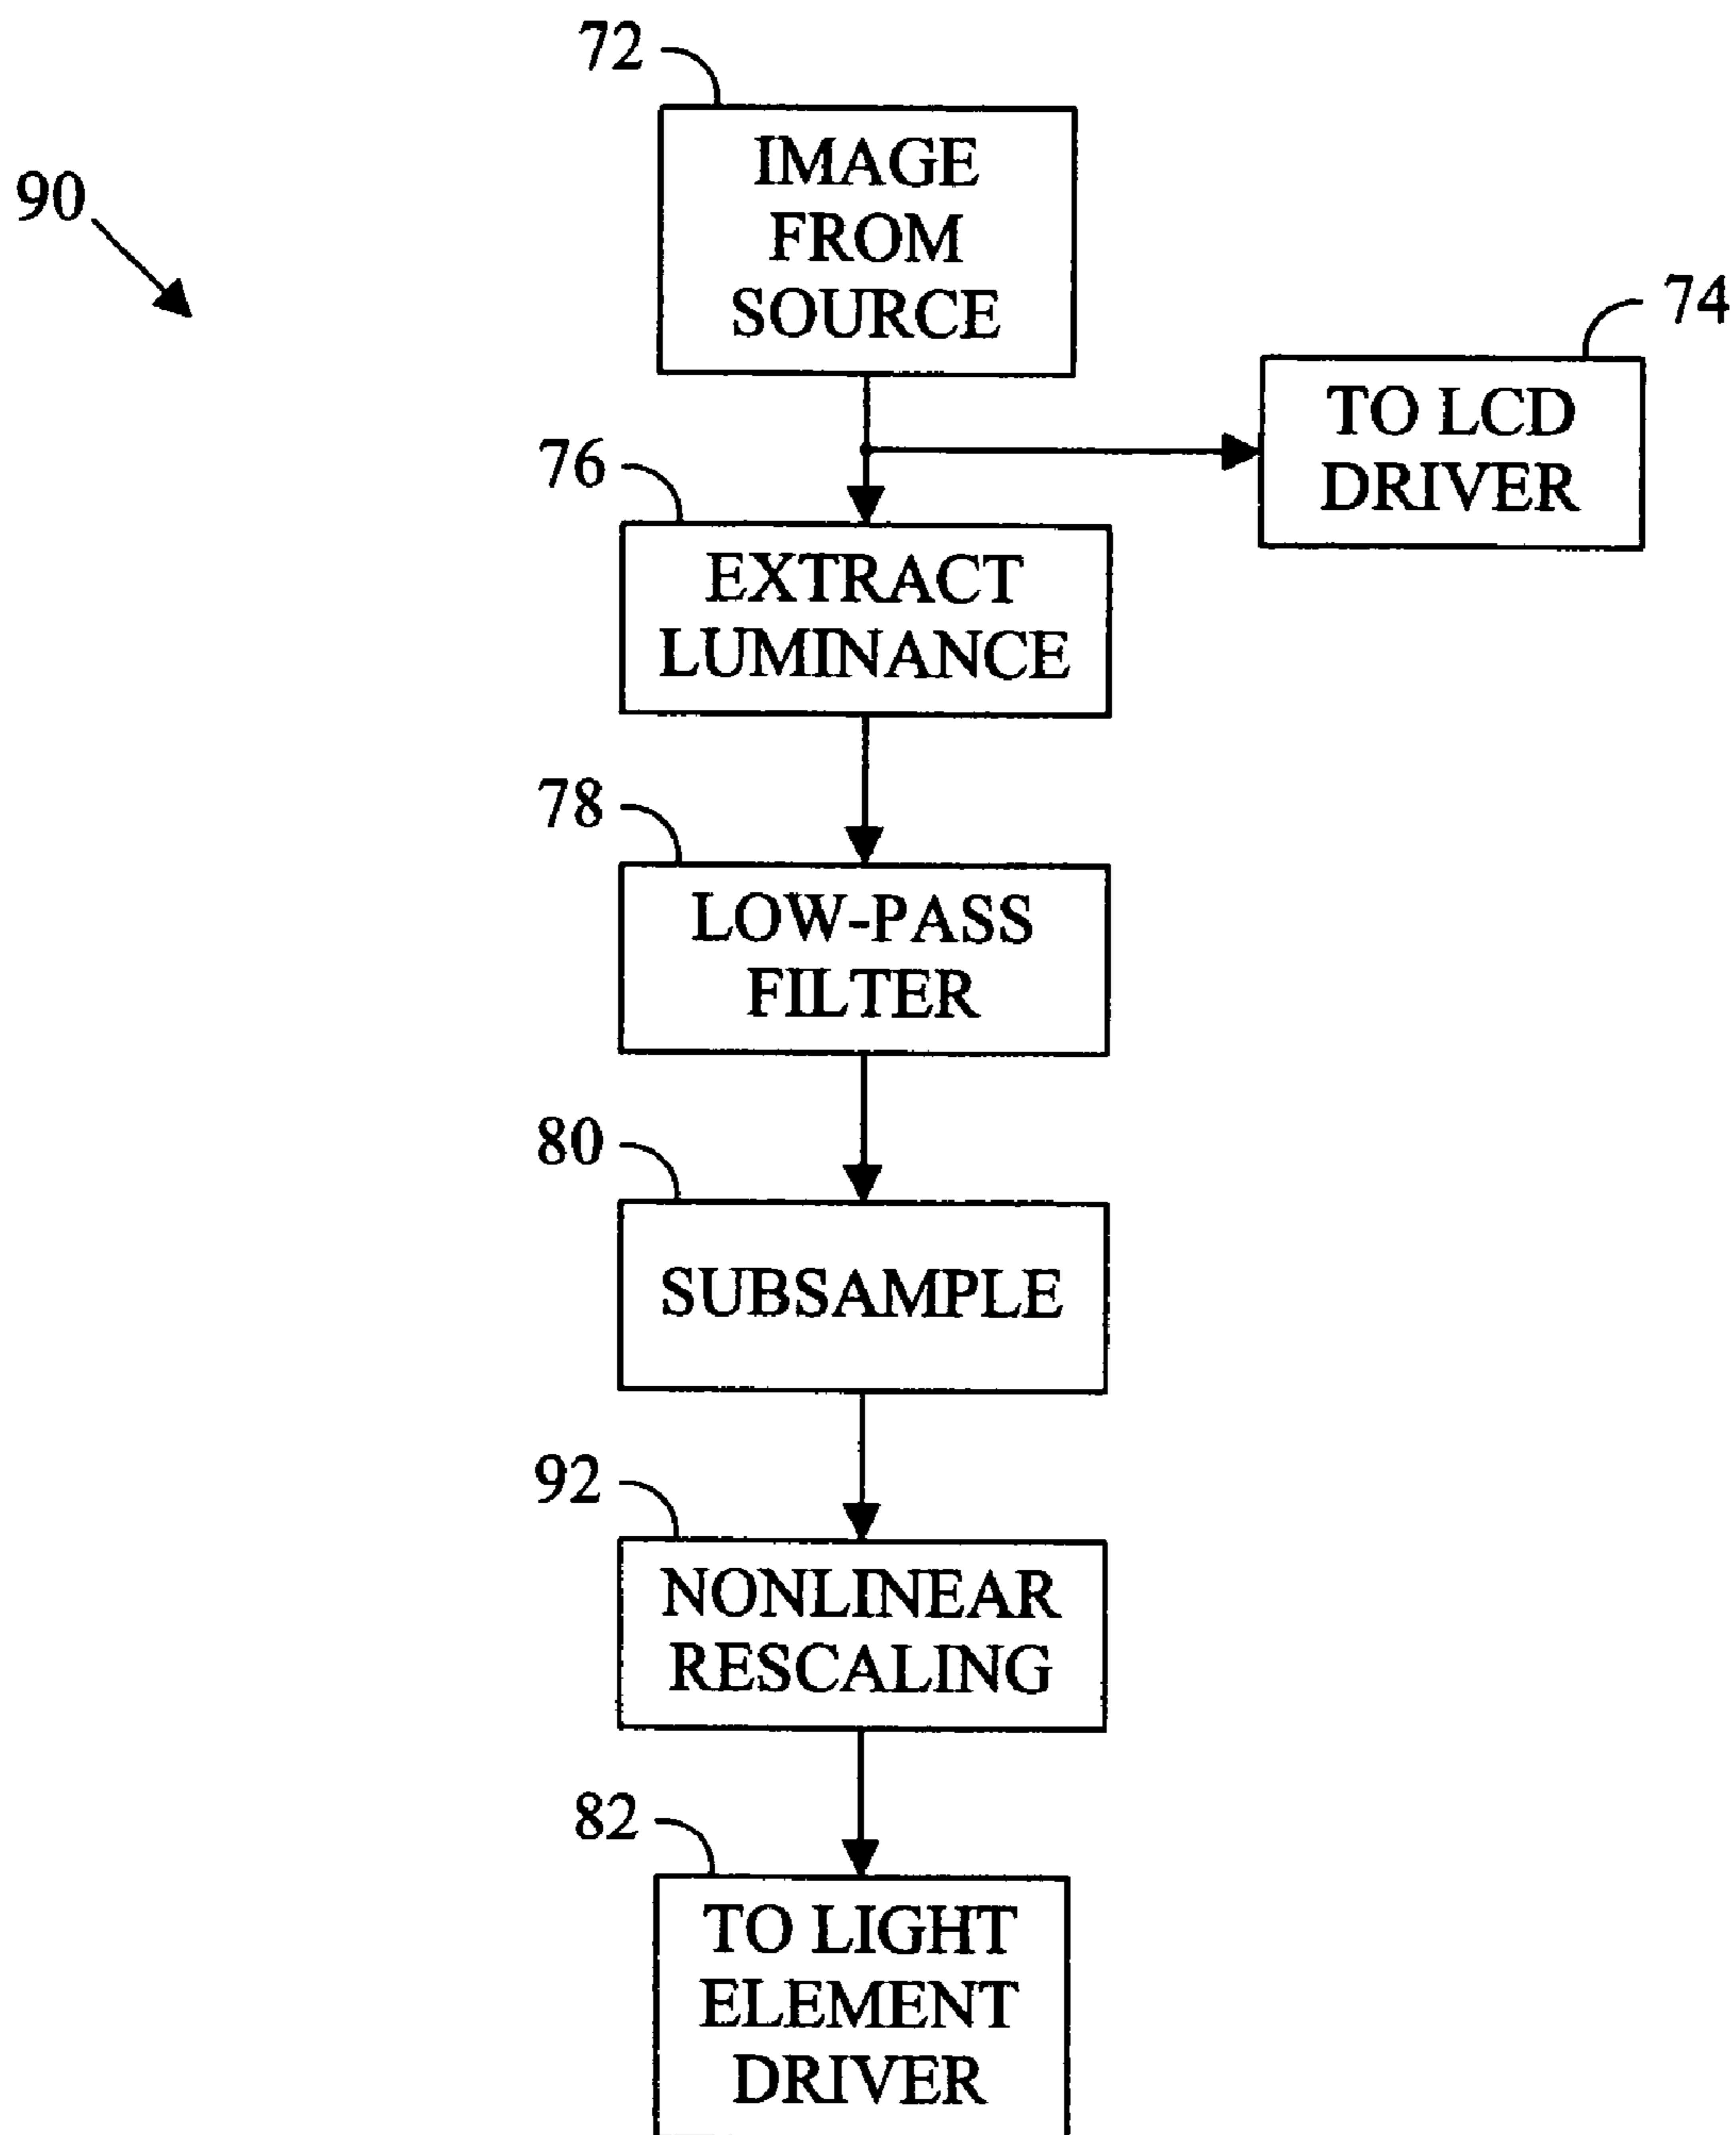 72
IMAGE
FROM
SOURCE
90
74
TO LCD
DRIVER
76
EXTRACT
LUMINANCE
78
LOW-PASS
FILTER
80
SUBSAMPLE
92
NONLINEAR
RESCALING
82
TO LIGHT
ELEMENT
DRIVER